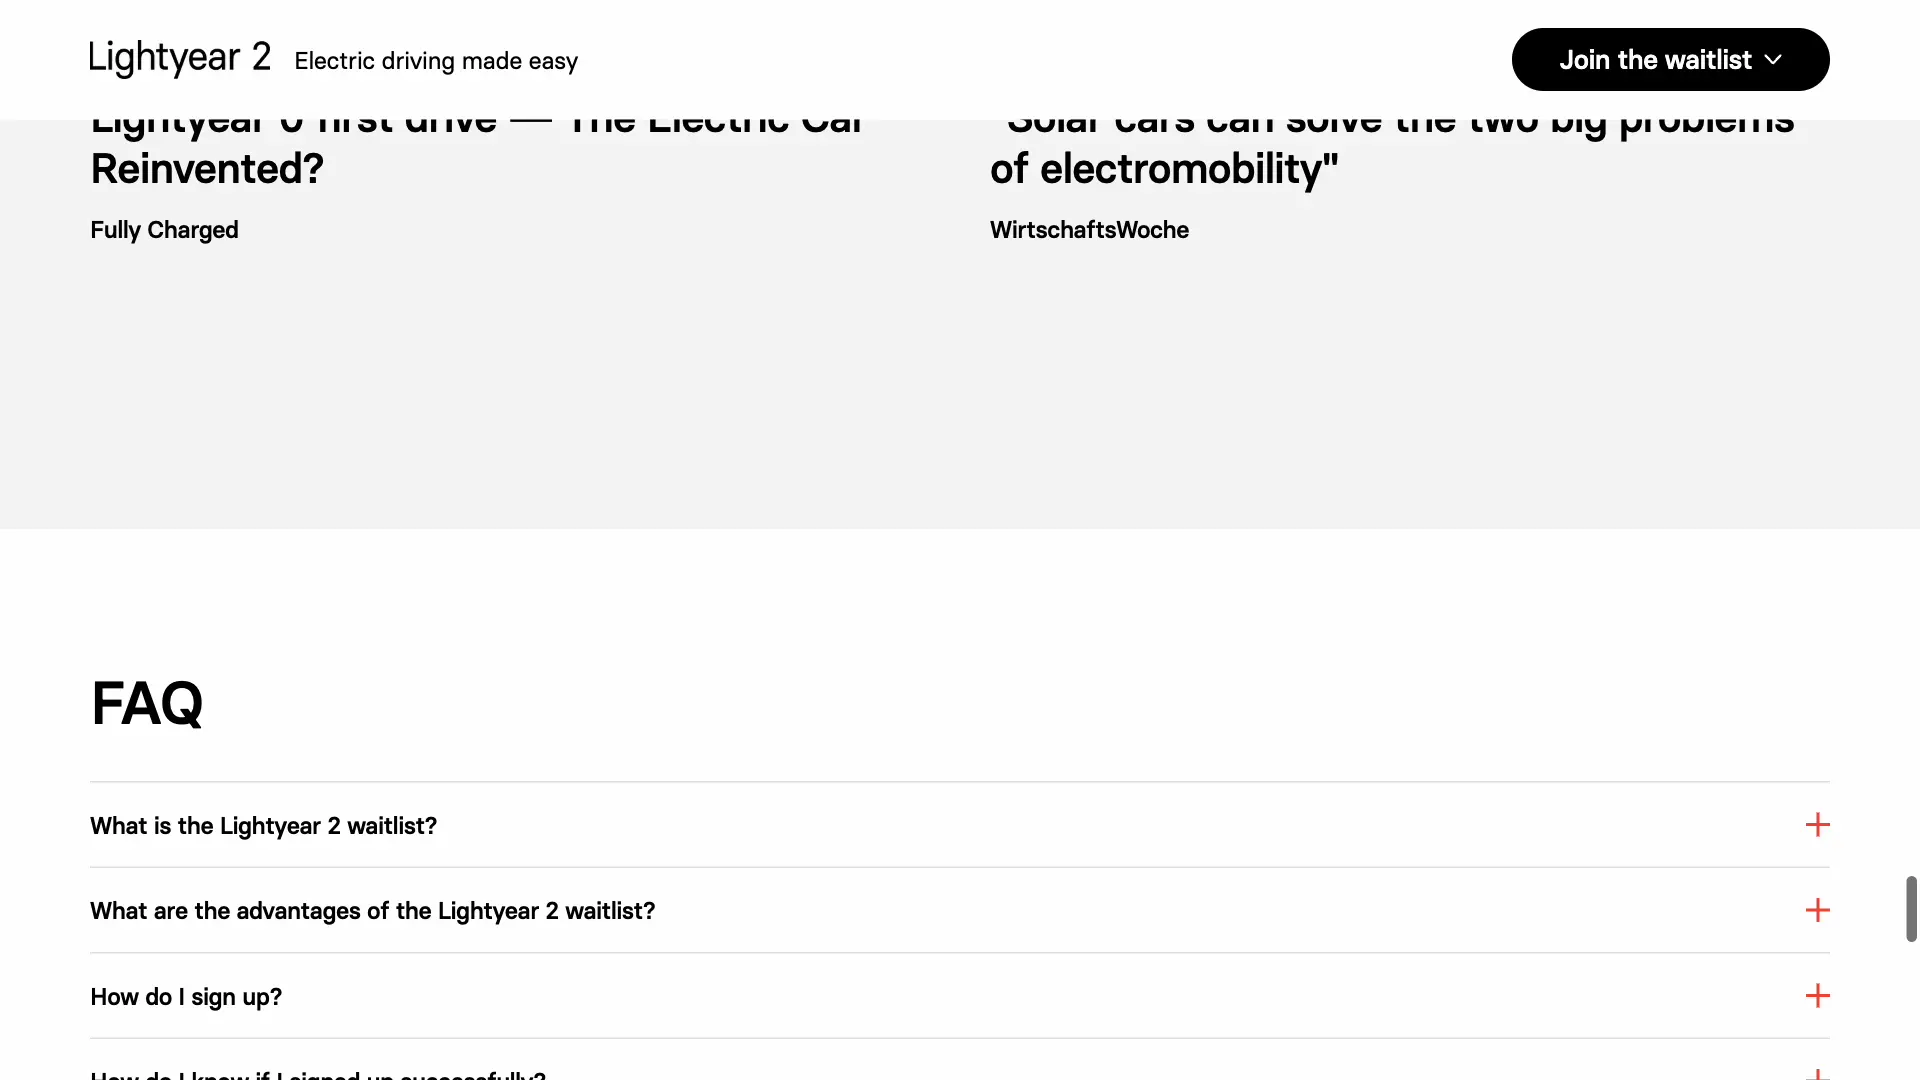 Lightyear 2 Electric driving made easy
Join the waitlist
Lightyear 0 first drive — The Electric Car
Reinvented?
Fully Charged
"Solar cars can solve the two big problems
of electromobility"
WirtschaftsWoche
FAQ
What is the Lightyear 2 waitlist?
What are the advantages of the Lightyear 2 waitlist?
How do I sign up?
How do I know if I signed up successfully?